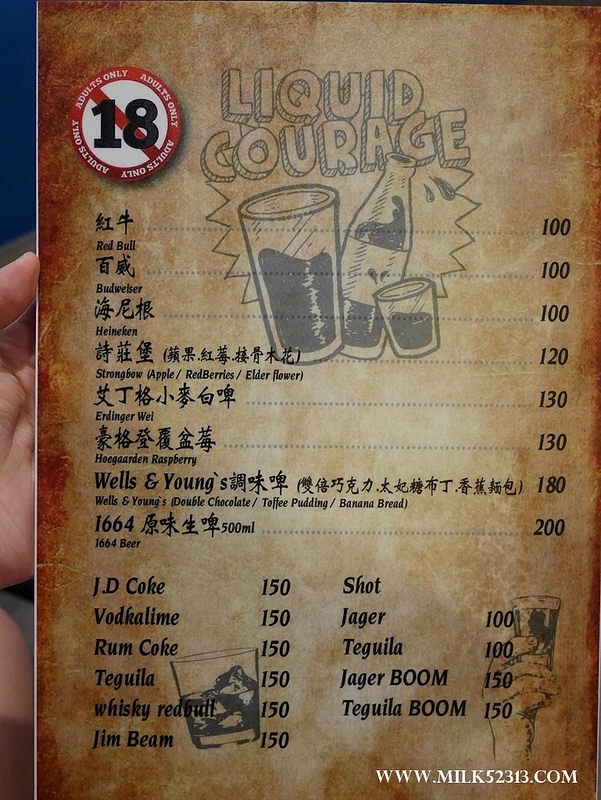 ADULTS ONLY ADULTS ONLY ADULTS ONLY ADULTS ONLY
18
LIQUID
COURAGE
紅牛 100
Red Bull
百威 100
Budweiser
海尼根 100
Heineken
詩莊堡 (蘋果.紅莓.接骨木花) 120
Strongbow (Apple / RedBerries / Elder flower)
艾丁格小麥白啤 130
Erdinger Wei
豪格登覆盆莓 130
Hoegaarden Raspberry
Wells & Young`s調味啤 (雙倍巧克力.太妃糖布丁.香蕉麵包) 180
Wells & Young`s (Double Chocolate / Toffee Pudding / Banana Bread)
1664 原味生啤500ml 200
1664 Beer
J.D Coke 150 Shot
Vodkalime 150 Jager 100
Rum Coke 150 Teguila 100
Teguila 150 Jager BOOM 150
whisky redbull 150 Teguila BOOM 150
Jim Beam 150
WWW.MILK52313.COM